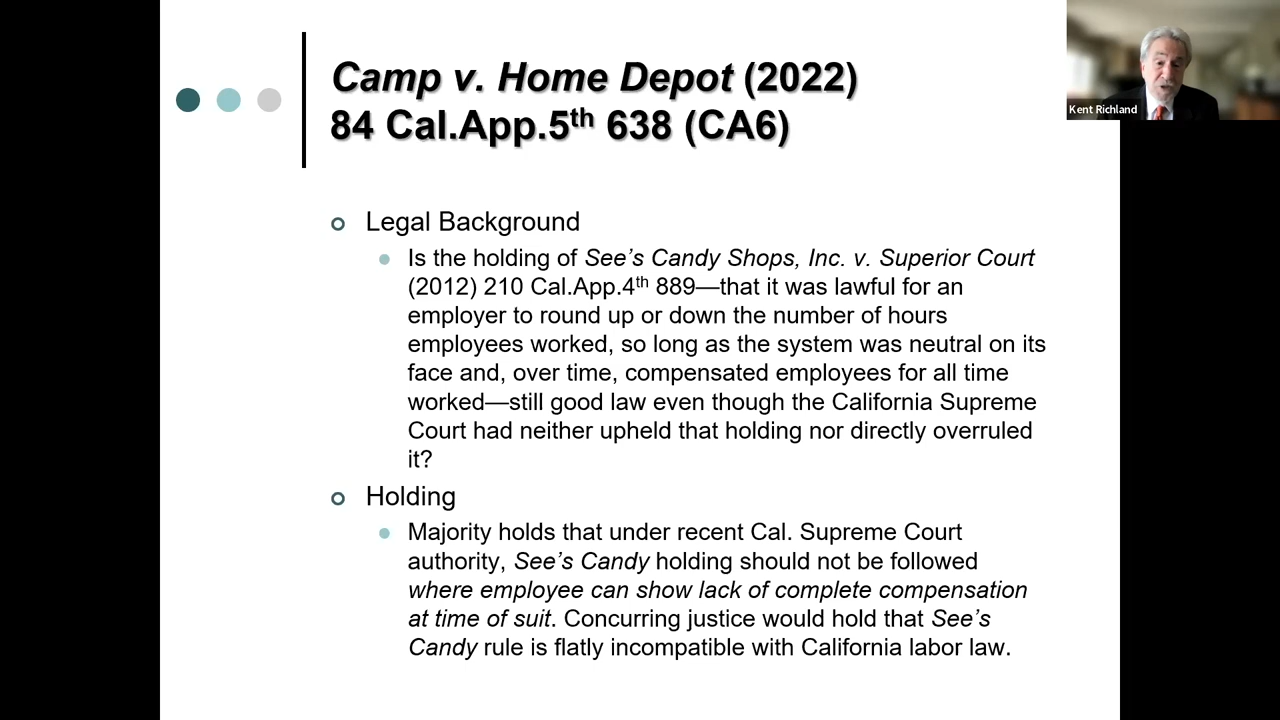 Camp v. Home Depot (2022)
84 Cal.App.5th 638 (CA6)
Kent Richland
Legal Background
Is the holding of See’s Candy Shops, Inc. v. Superior Court
(2012) 210 Cal.App.4th 889—that it was lawful for an
employer to round up or down the number of hours
employees worked, so long as the system was neutral on its
face and, over time, compensated employees for all time
worked—still good law even though the California Supreme
Court had neither upheld that holding nor directly overruled
it?
Holding
Majority holds that under recent Cal. Supreme Court
authority, See’s Candy holding should not be followed
where employee can show lack of complete compensation
at time of suit. Concurring justice would hold that See’s
Candy rule is flatly incompatible with California labor law.